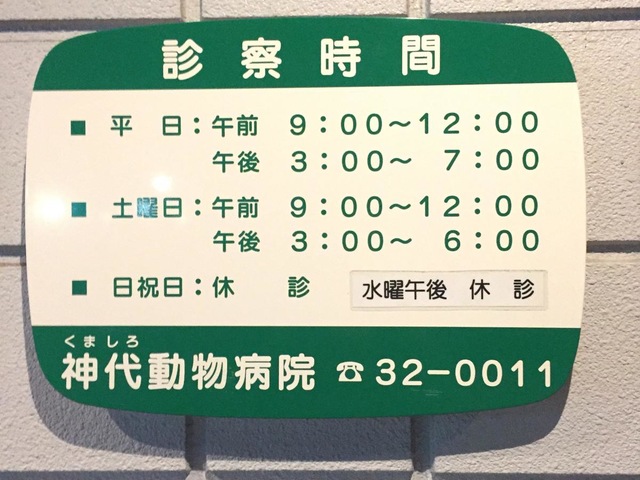 診察時間
■ 平 日：午前 9：00～12：00
午後 3：00～ 7：00
■ 土曜日：午前 9：00～12：00
午後 3：00～ 6：00
■ 日祝日：休 診 水曜午後 休 診
くましろ
神代動物病院 ☎32-0011